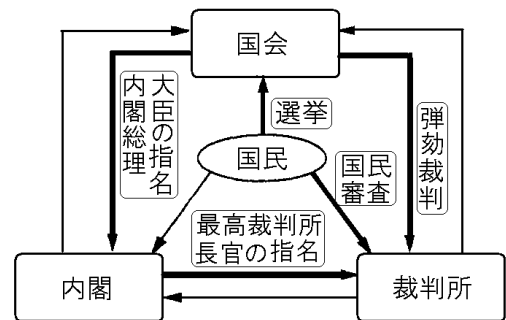 国会
内閣総理
大臣の指名
選挙
国民
国民
審査
弾劾裁判
最高裁判所
長官の指名
内閣
裁判所